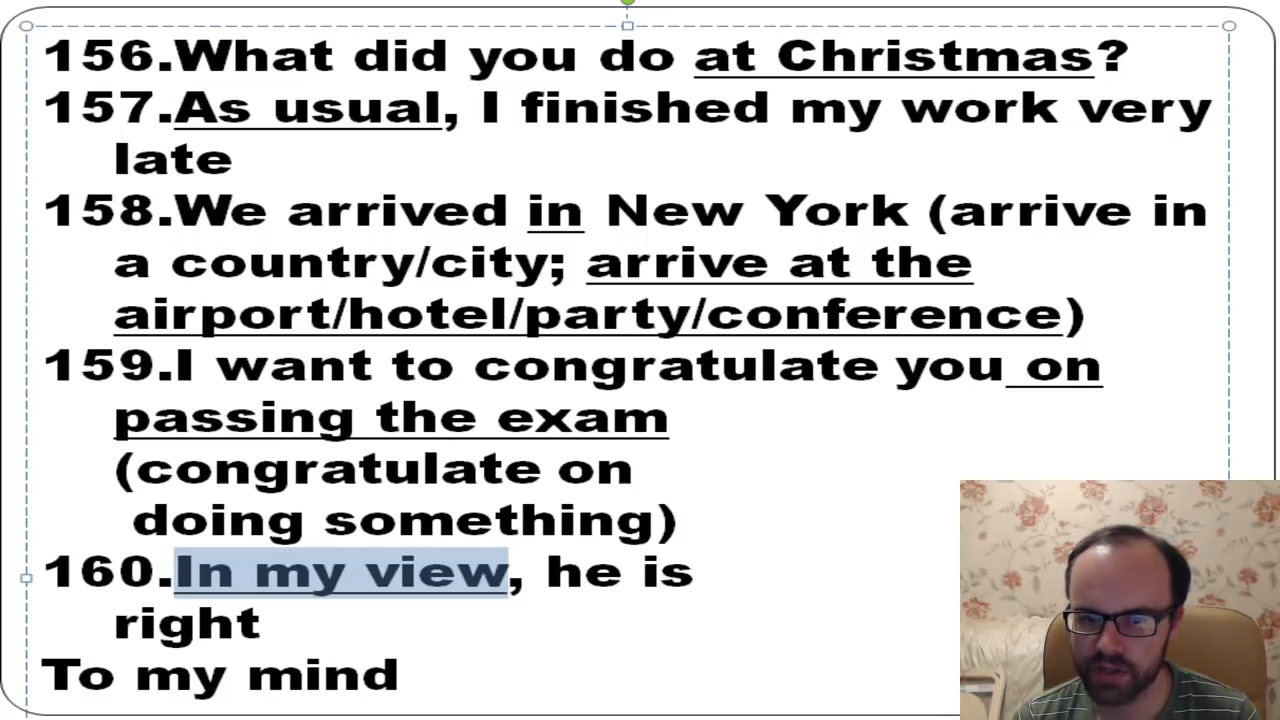 156.What did you do at Christmas?
157.As usual, I finished my work very
late
158.We arrived in New York (arrive in
a country/city; arrive at the
airport/hotel/party/conference)
159.I want to congratulate you on
passing the exam
(congratulate on
doing something)
160.In my view, he is
right
To my mind